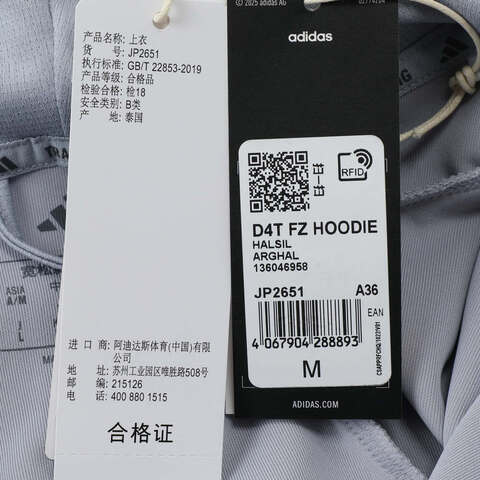 产品名称：上衣
货 号：JP2651
执行标准：GB/T 22853-2019
产品等级：合格品
检验合格：检18
安全类别：B类
产 地：泰国
进 口 商：阿迪达斯体育(中国)有限
公司
地 址：苏州工业园区唯胜路508号
邮 编：215126
电 话：400 880 1515
合格证
© 2025 adidas AG
adidas
RFID
D4T FZ HOODIE
HALSIL
ARGHAL
136046958
JP2651 A36
EAN
4 067904 288893
M
ADIDAS.COM
ASIA
A/M
L